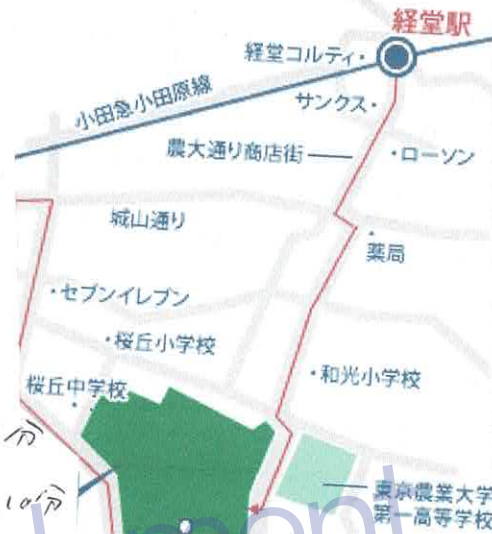 経堂駅
経堂コルティ
小田急小田原線
サンクス
農大通り商店街
ローソン
城山通り
薬局
セブンイレブン
桜丘小学校
和光小学校
桜丘中学校
分
10分
東京農業大学
第一高等学校